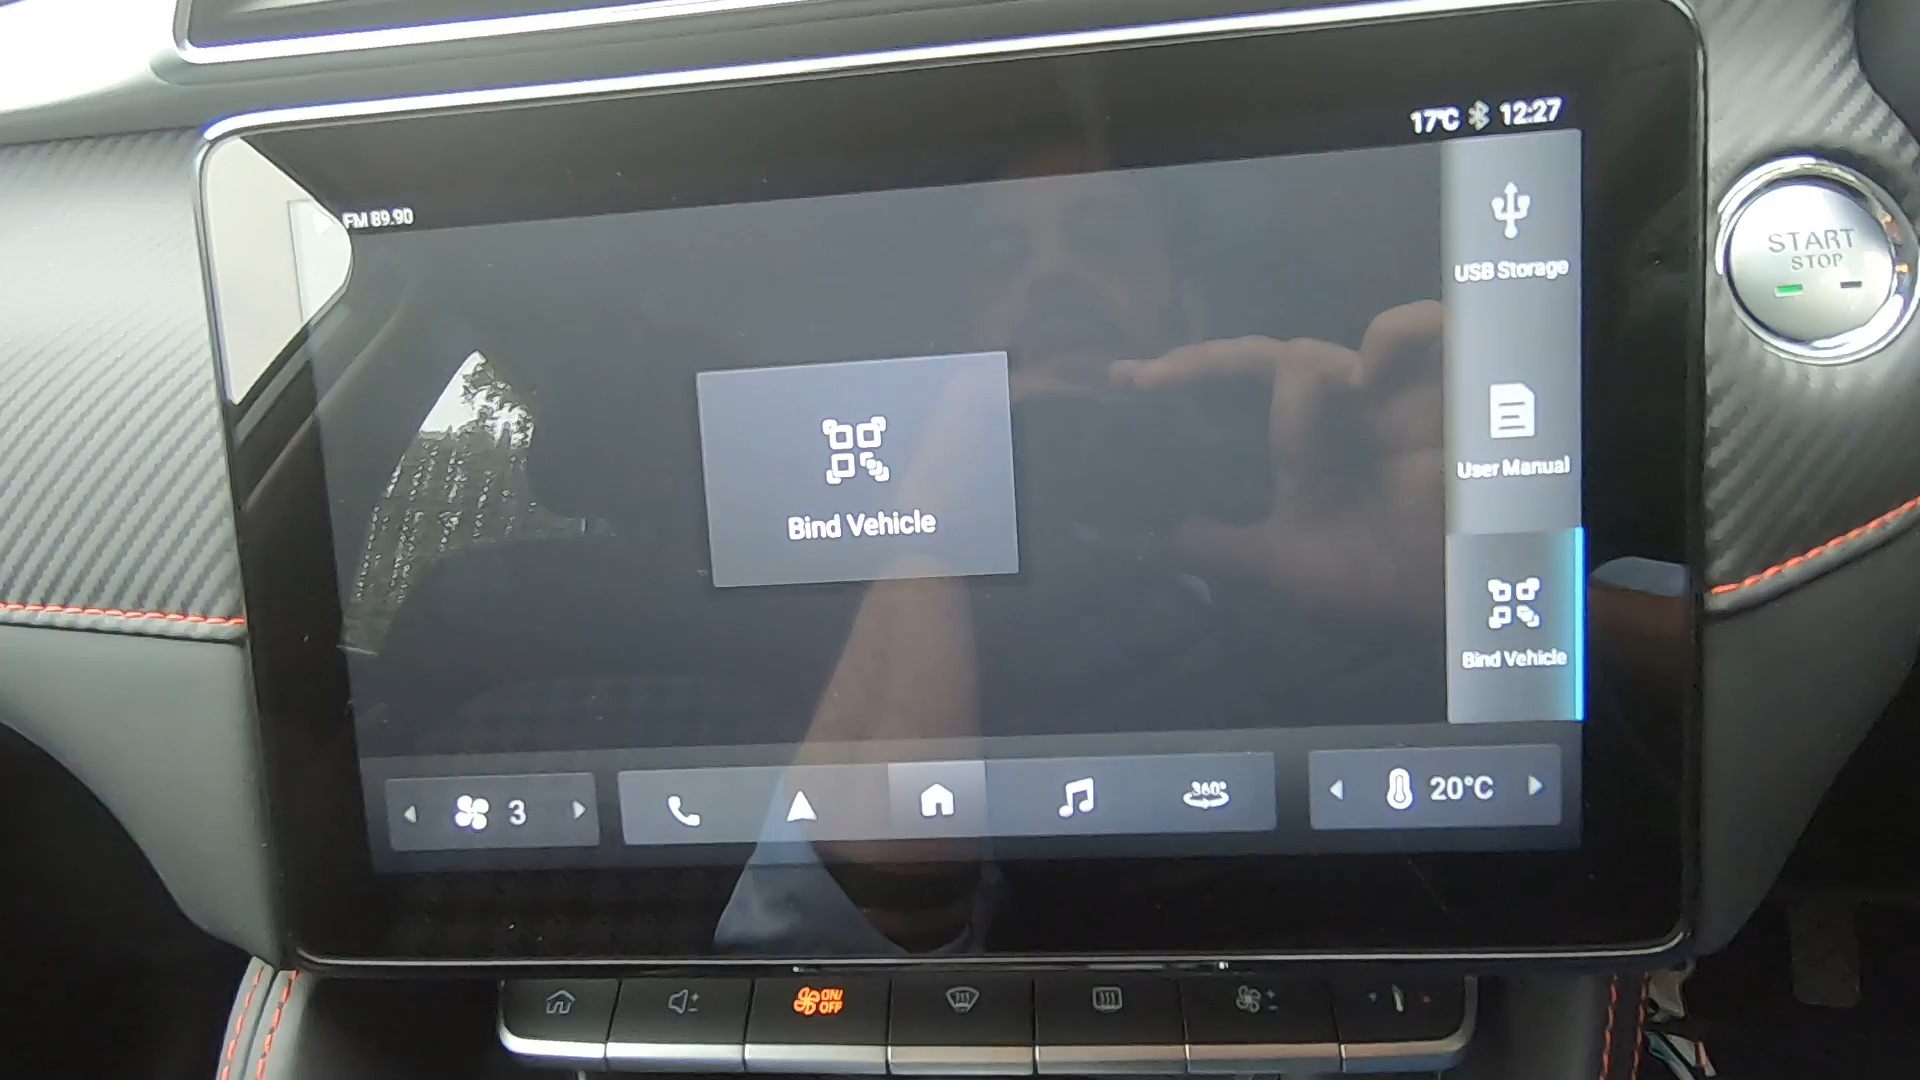 17℃ 12:27
FM 89.90
USB Storage
START
STOP
User Manual
Bind Vehicle
Bind Vehicle
3
360°
20°C
ON/
OFF